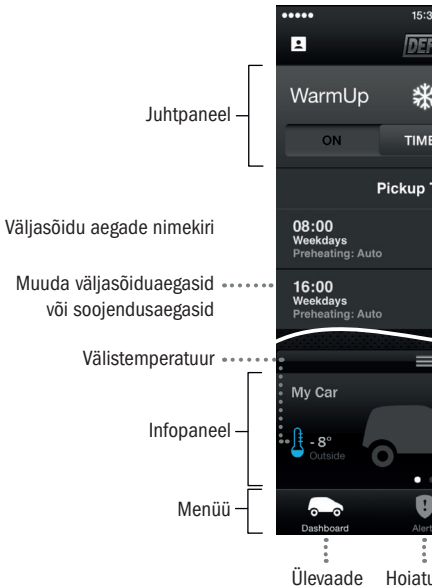 15:3
DEF
WarmUp
Juhtpaneel
ON TIME
Pickup T
Väljasõidu aegade nimekiri
08:00
Weekdays
Preheating: Auto
Muuda väljasõiduaegasid
või soojendusaegasid
16:00
Weekdays
Preheating: Auto
Välistemperatuur
My Car
Infopaneel
- 8°
Outside
Menüü
Dashboard Alert
Ülevaade Hoiatu